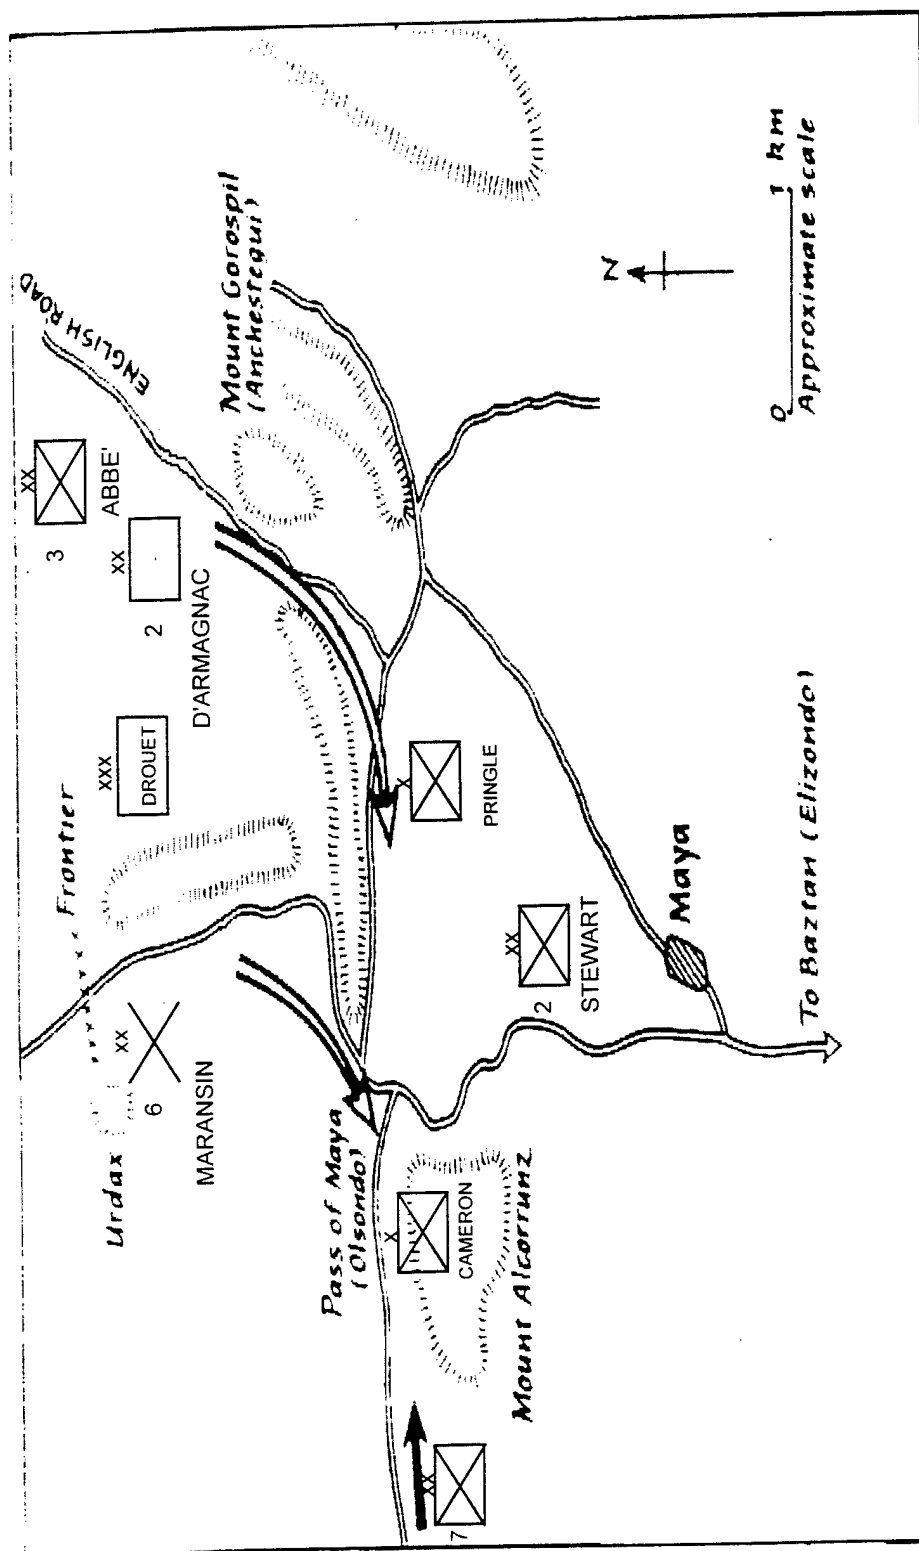 Frontier
Urdax
ENGLISH ROAD
XX
3
ABBE'
XX
2
D'ARMAGNAC
XXX
DROUET
XX
6
MARANSIN
Mount Gorospil
(Anchestegui)
Pass of Maya
(Olsondo)
X
PRINGLE
X
CAMERON
XX
2
STEWART
XX
7
Mount Alcorrunz
Maya
To Baztan (Elizondo)
N
0 1 km
Approximate scale